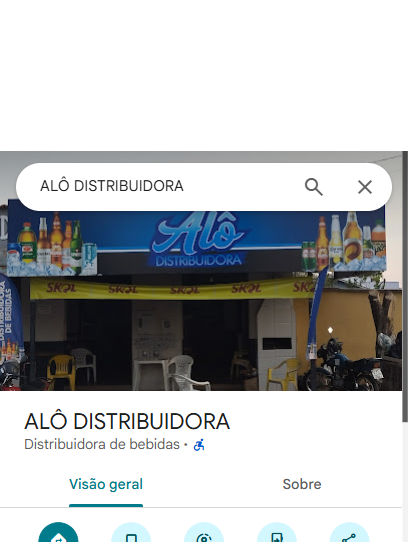 ALÔ DISTRIBUIDORA
Alô
DISTRIBUIDORA
SKOL SKOL SKOL SKOL SKOL
DISTRIBUIDORA
DE BEBIDAS
ALÔ DISTRIBUIDORA
Distribuidora de bebidas •
Visão geral
Sobre